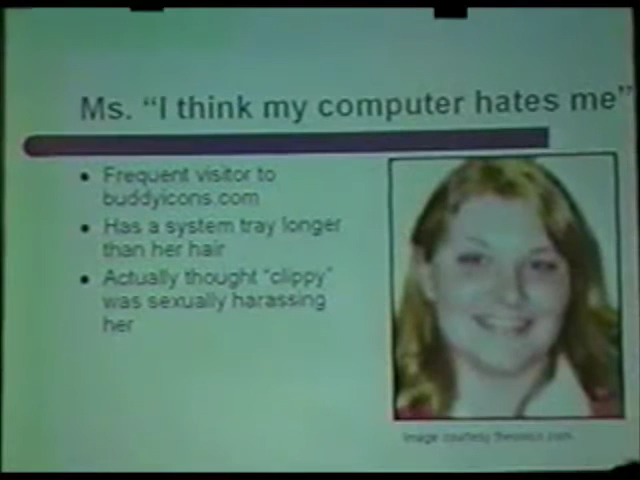 Ms. “I think my computer hates me”
• Frequent visitor to
buddyicons.com
• Has a system tray longer
than her hair
• Actually thought “clippy”
was sexually harassing
her
Image courtesy